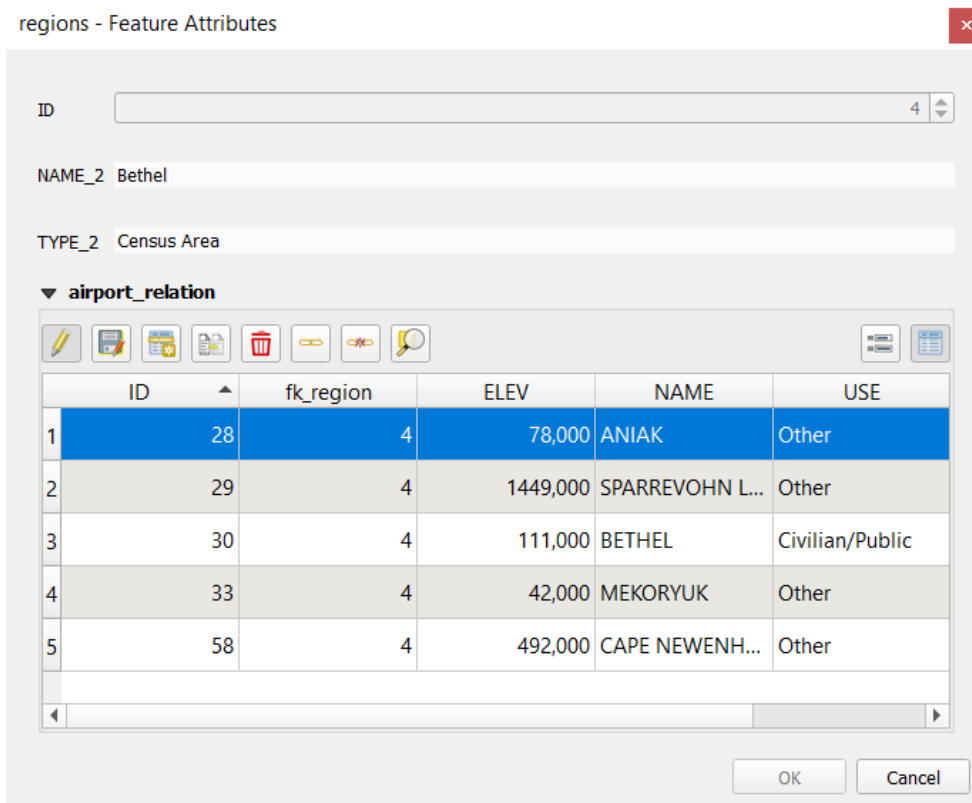 regions - Feature Attributes
ID 4
NAME_2 Bethel
TYPE_2 Census Area
airport_relation
ID fk_region ELEV NAME USE
1 28 4 78,000 ANIAK Other
2 29 4 1449,000 SPARREVOHN L... Other
3 30 4 111,000 BETHEL Civilian/Public
4 33 4 42,000 MEKORYUK Other
5 58 4 492,000 CAPE NEWENH... Other
OK Cancel